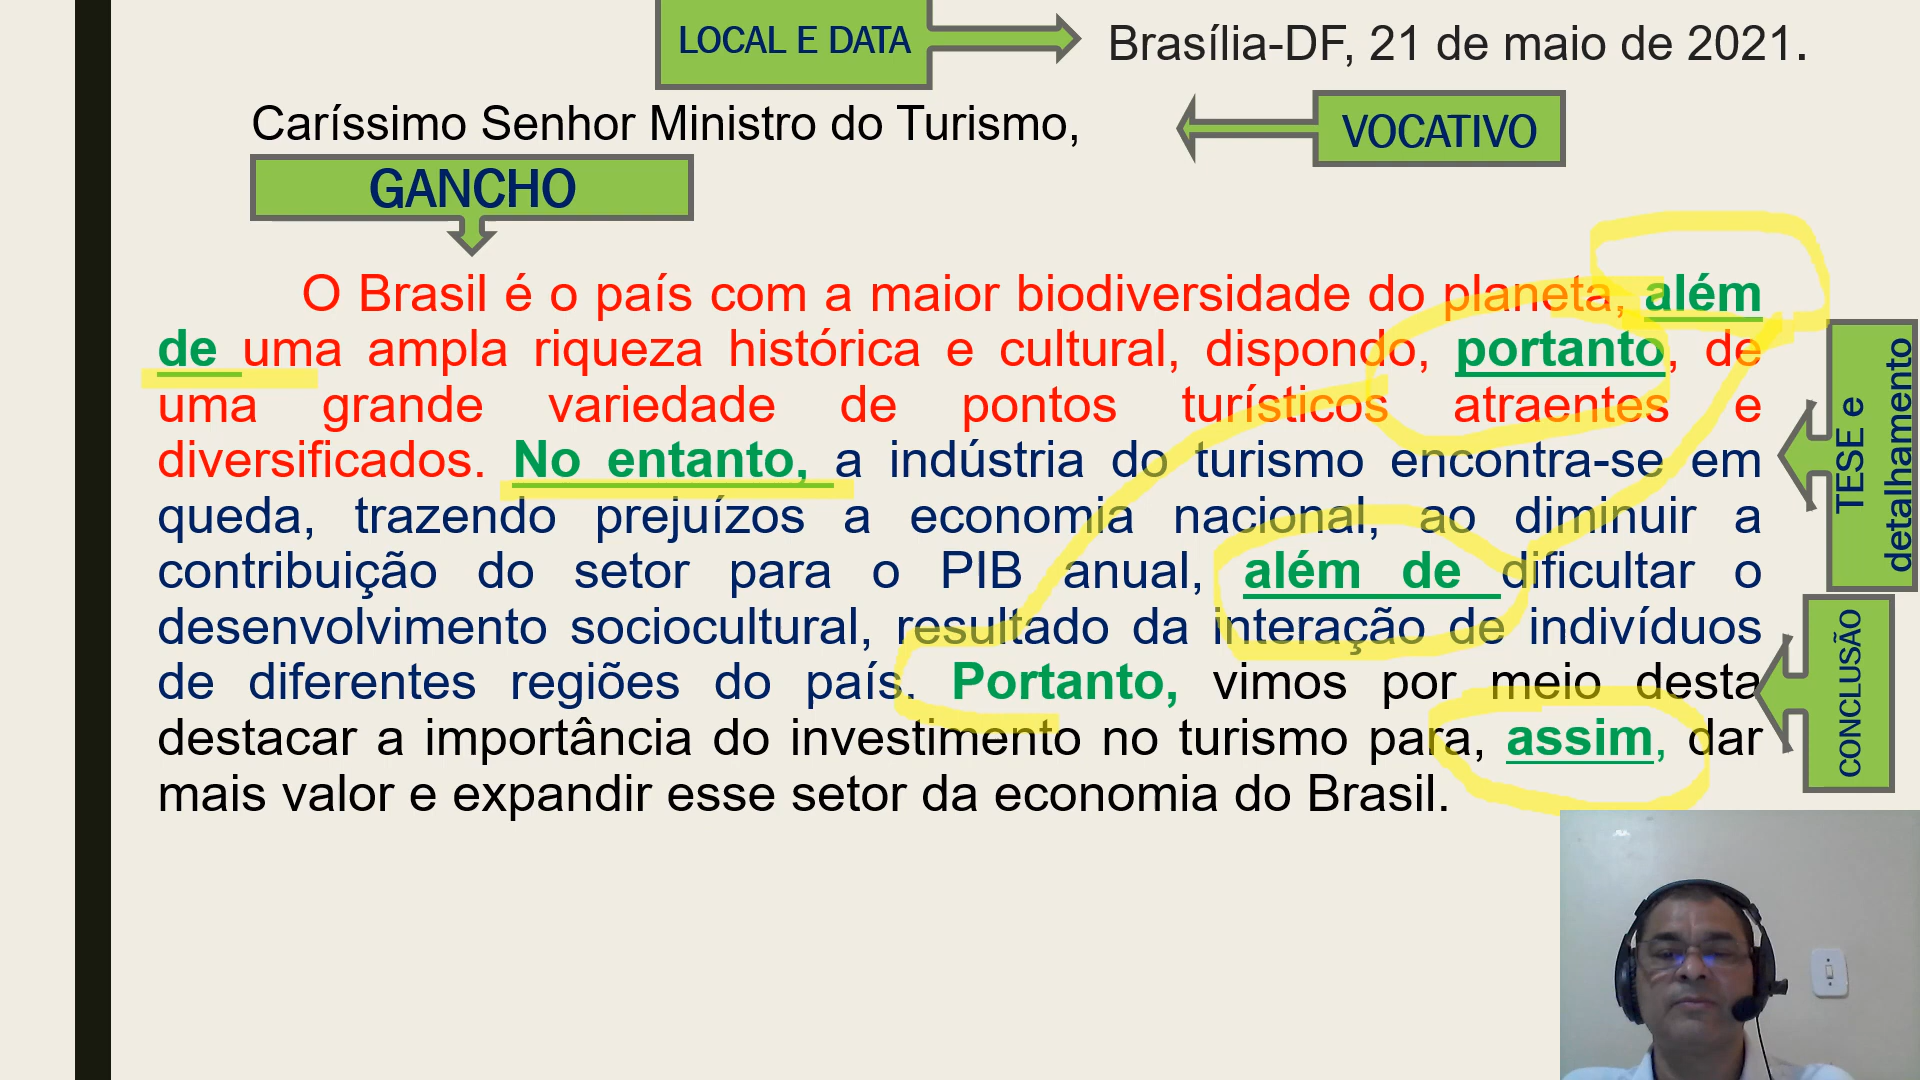 LOCAL E DATA
Brasília-DF, 21 de maio de 2021.
Caríssimo Senhor Ministro do Turismo,
VOCATIVO
GANCHO
O Brasil é o país com a maior biodiversidade do planeta, além
de uma ampla riqueza histórica e cultural, dispondo, portanto, de
uma grande variedade de pontos turísticos atraentes e
diversificados. No entanto, a indústria do turismo encontra-se em
queda, trazendo prejuízos a economia nacional, ao diminuir a
contribuição do setor para o PIB anual, além de dificultar o
desenvolvimento sociocultural, resultado da interação de indivíduos
de diferentes regiões do país. Portanto, vimos por meio desta
destacar a importância do investimento no turismo para, assim, dar
mais valor e expandir esse setor da economia do Brasil.
TESE e
detalhamento
CONCLUSÃO